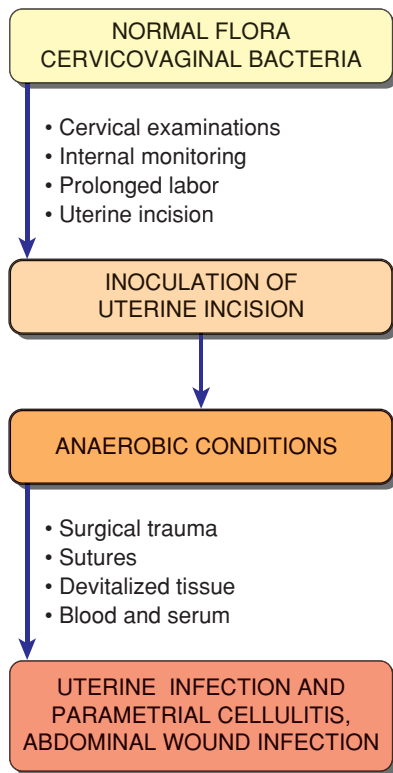 NORMAL FLORA
CERVICOVAGINAL BACTERIA
• Cervical examinations
• Internal monitoring
• Prolonged labor
• Uterine incision
INOCULATION OF
UTERINE INCISION
ANAEROBIC CONDITIONS
• Surgical trauma
• Sutures
• Devitalized tissue
• Blood and serum
UTERINE INFECTION AND
PARAMETRIAL CELLULITIS,
ABDOMINAL WOUND INFECTION